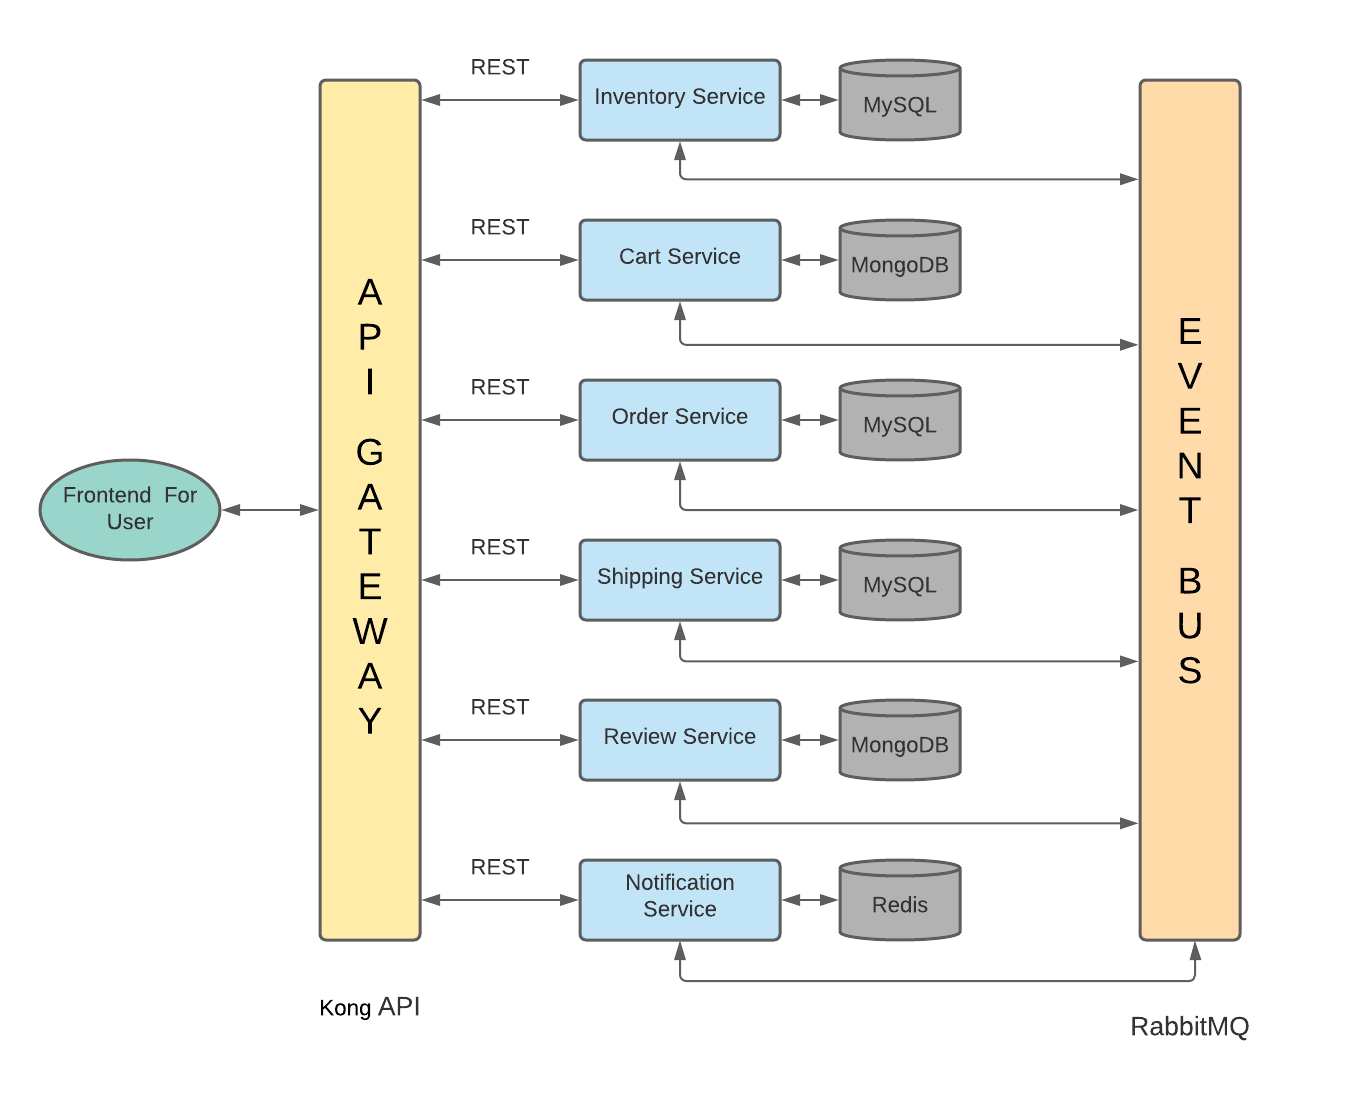 REST
Inventory Service
MySQL
REST
Cart Service
MongoDB
REST
Order Service
MySQL
Frontend  For
User
A
P
I
G
A
T
E
W
A
Y
E
V
E
N
T
B
U
S
REST
Shipping Service
MySQL
REST
Review Service
MongoDB
REST
Notification
Service
Redis
Kong API
RabbitMQ